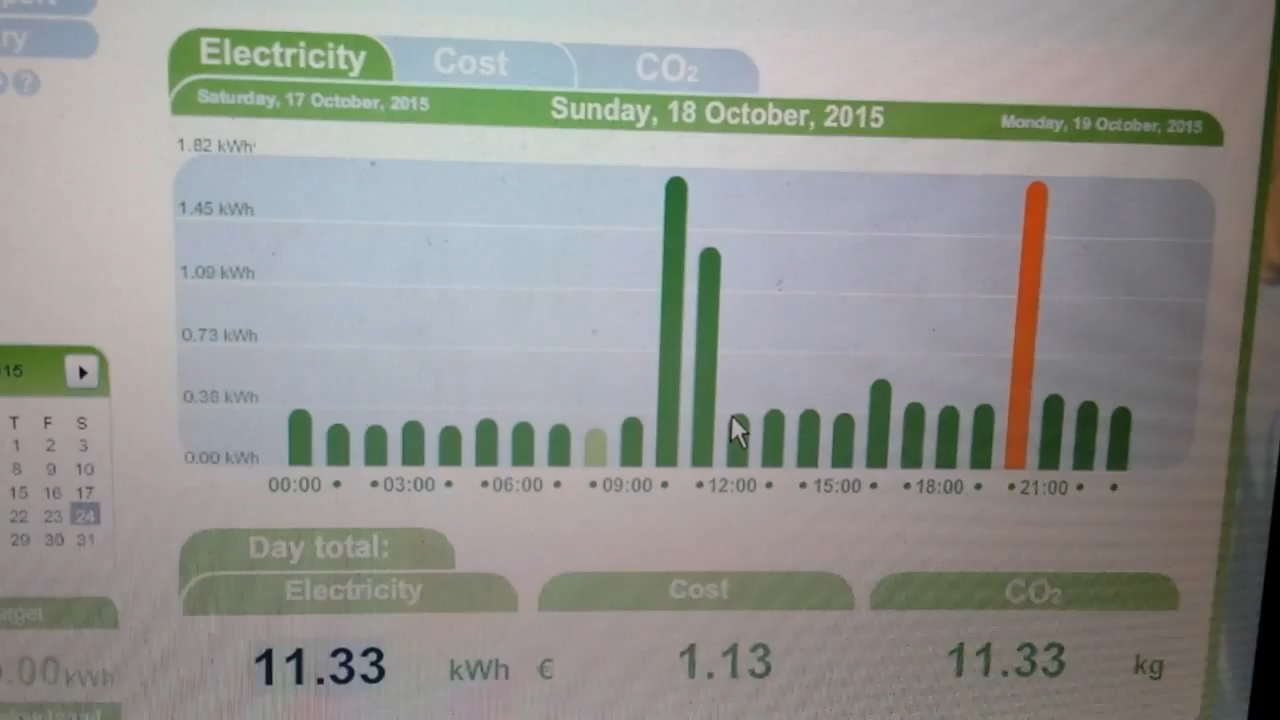 ry
?
Electricity Cost CO2
Saturday, 17 October, 2015 Sunday, 18 October, 2015 Monday, 19 October, 2015
1.82 kWh
1.45 kWh
1.09 kWh
0.73 kWh
0.36 kWh
0.00 kWh
00:00 • • 03:00 • • 06:00 • • 09:00 • • 12:00 • • 15:00 • • 18:00 • • 21:00 • •
15
T F S
1 2 3
8 9 10
15 16 17
22 23 24
29 30 31
Day total:
Electricity Cost CO2
11.33 kWh € 1.13 11.33 kg
.00 kWh